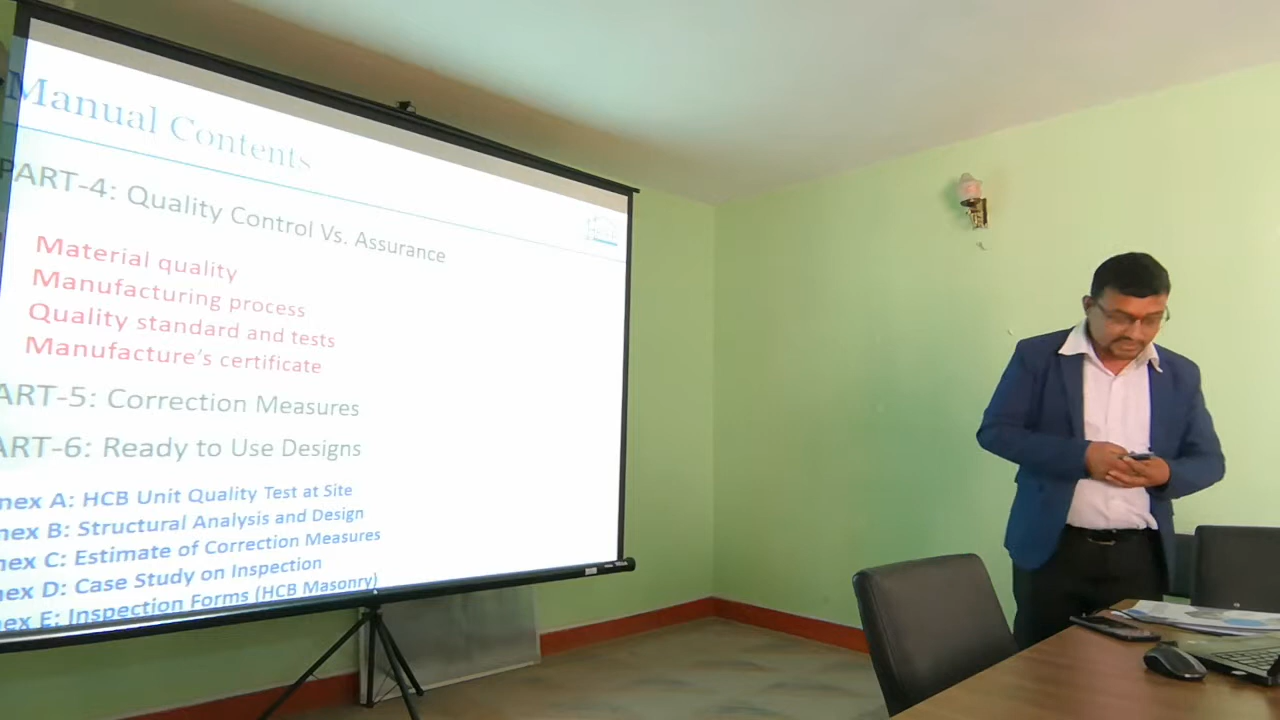 Manual Contents
PART-4: Quality Control Vs. Assurance
Material quality
Manufacturing process
Quality standard and tests
Manufacture's certificate
ART-5: Correction Measures
ART-6: Ready to Use Designs
nex A: HCB Unit Quality Test at Site
nex B: Structural Analysis and Design
nex C: Estimate of Correction Measures
nex D: Case Study on Inspection
nex E: Inspection Forms (HCB Masonry)